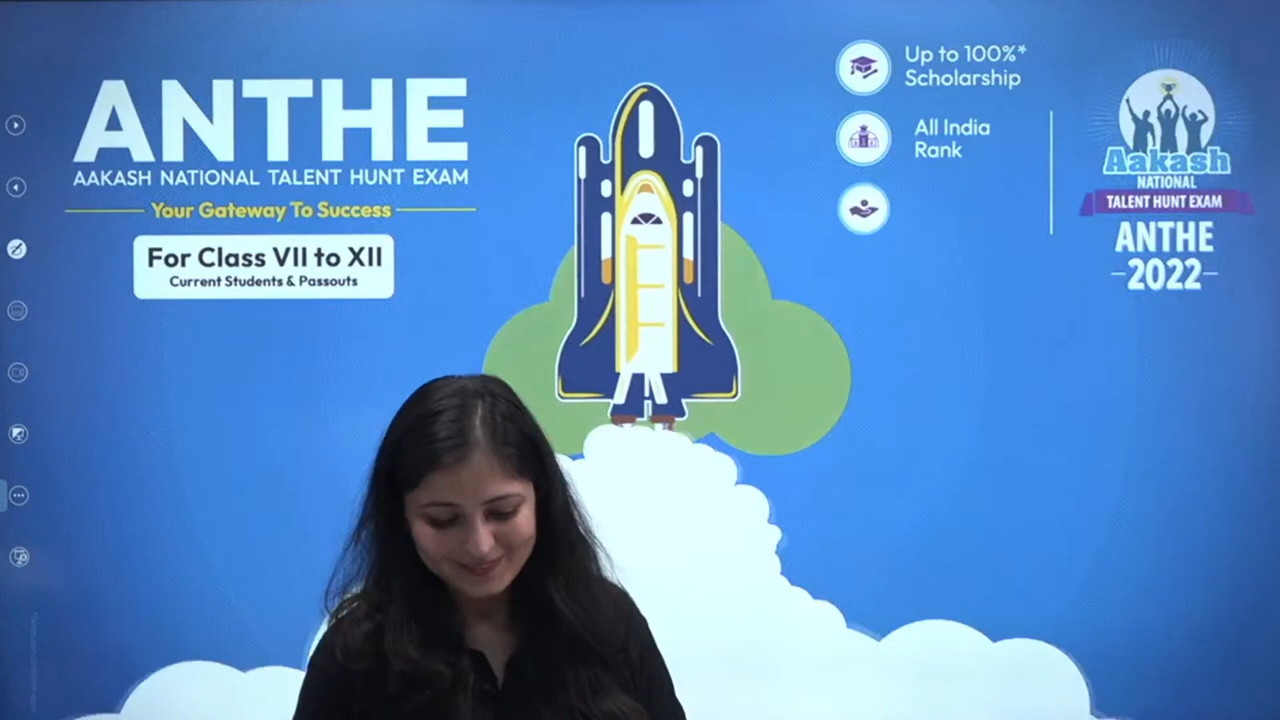 ANTHE
AAKASH NATIONAL TALENT HUNT EXAM
Your Gateway To Success
For Class VII to XII
Current Students & Passouts
Up to 100%*
Scholarship
All India
Rank
Aakash
NATIONAL
TALENT HUNT EXAM
ANTHE
2022